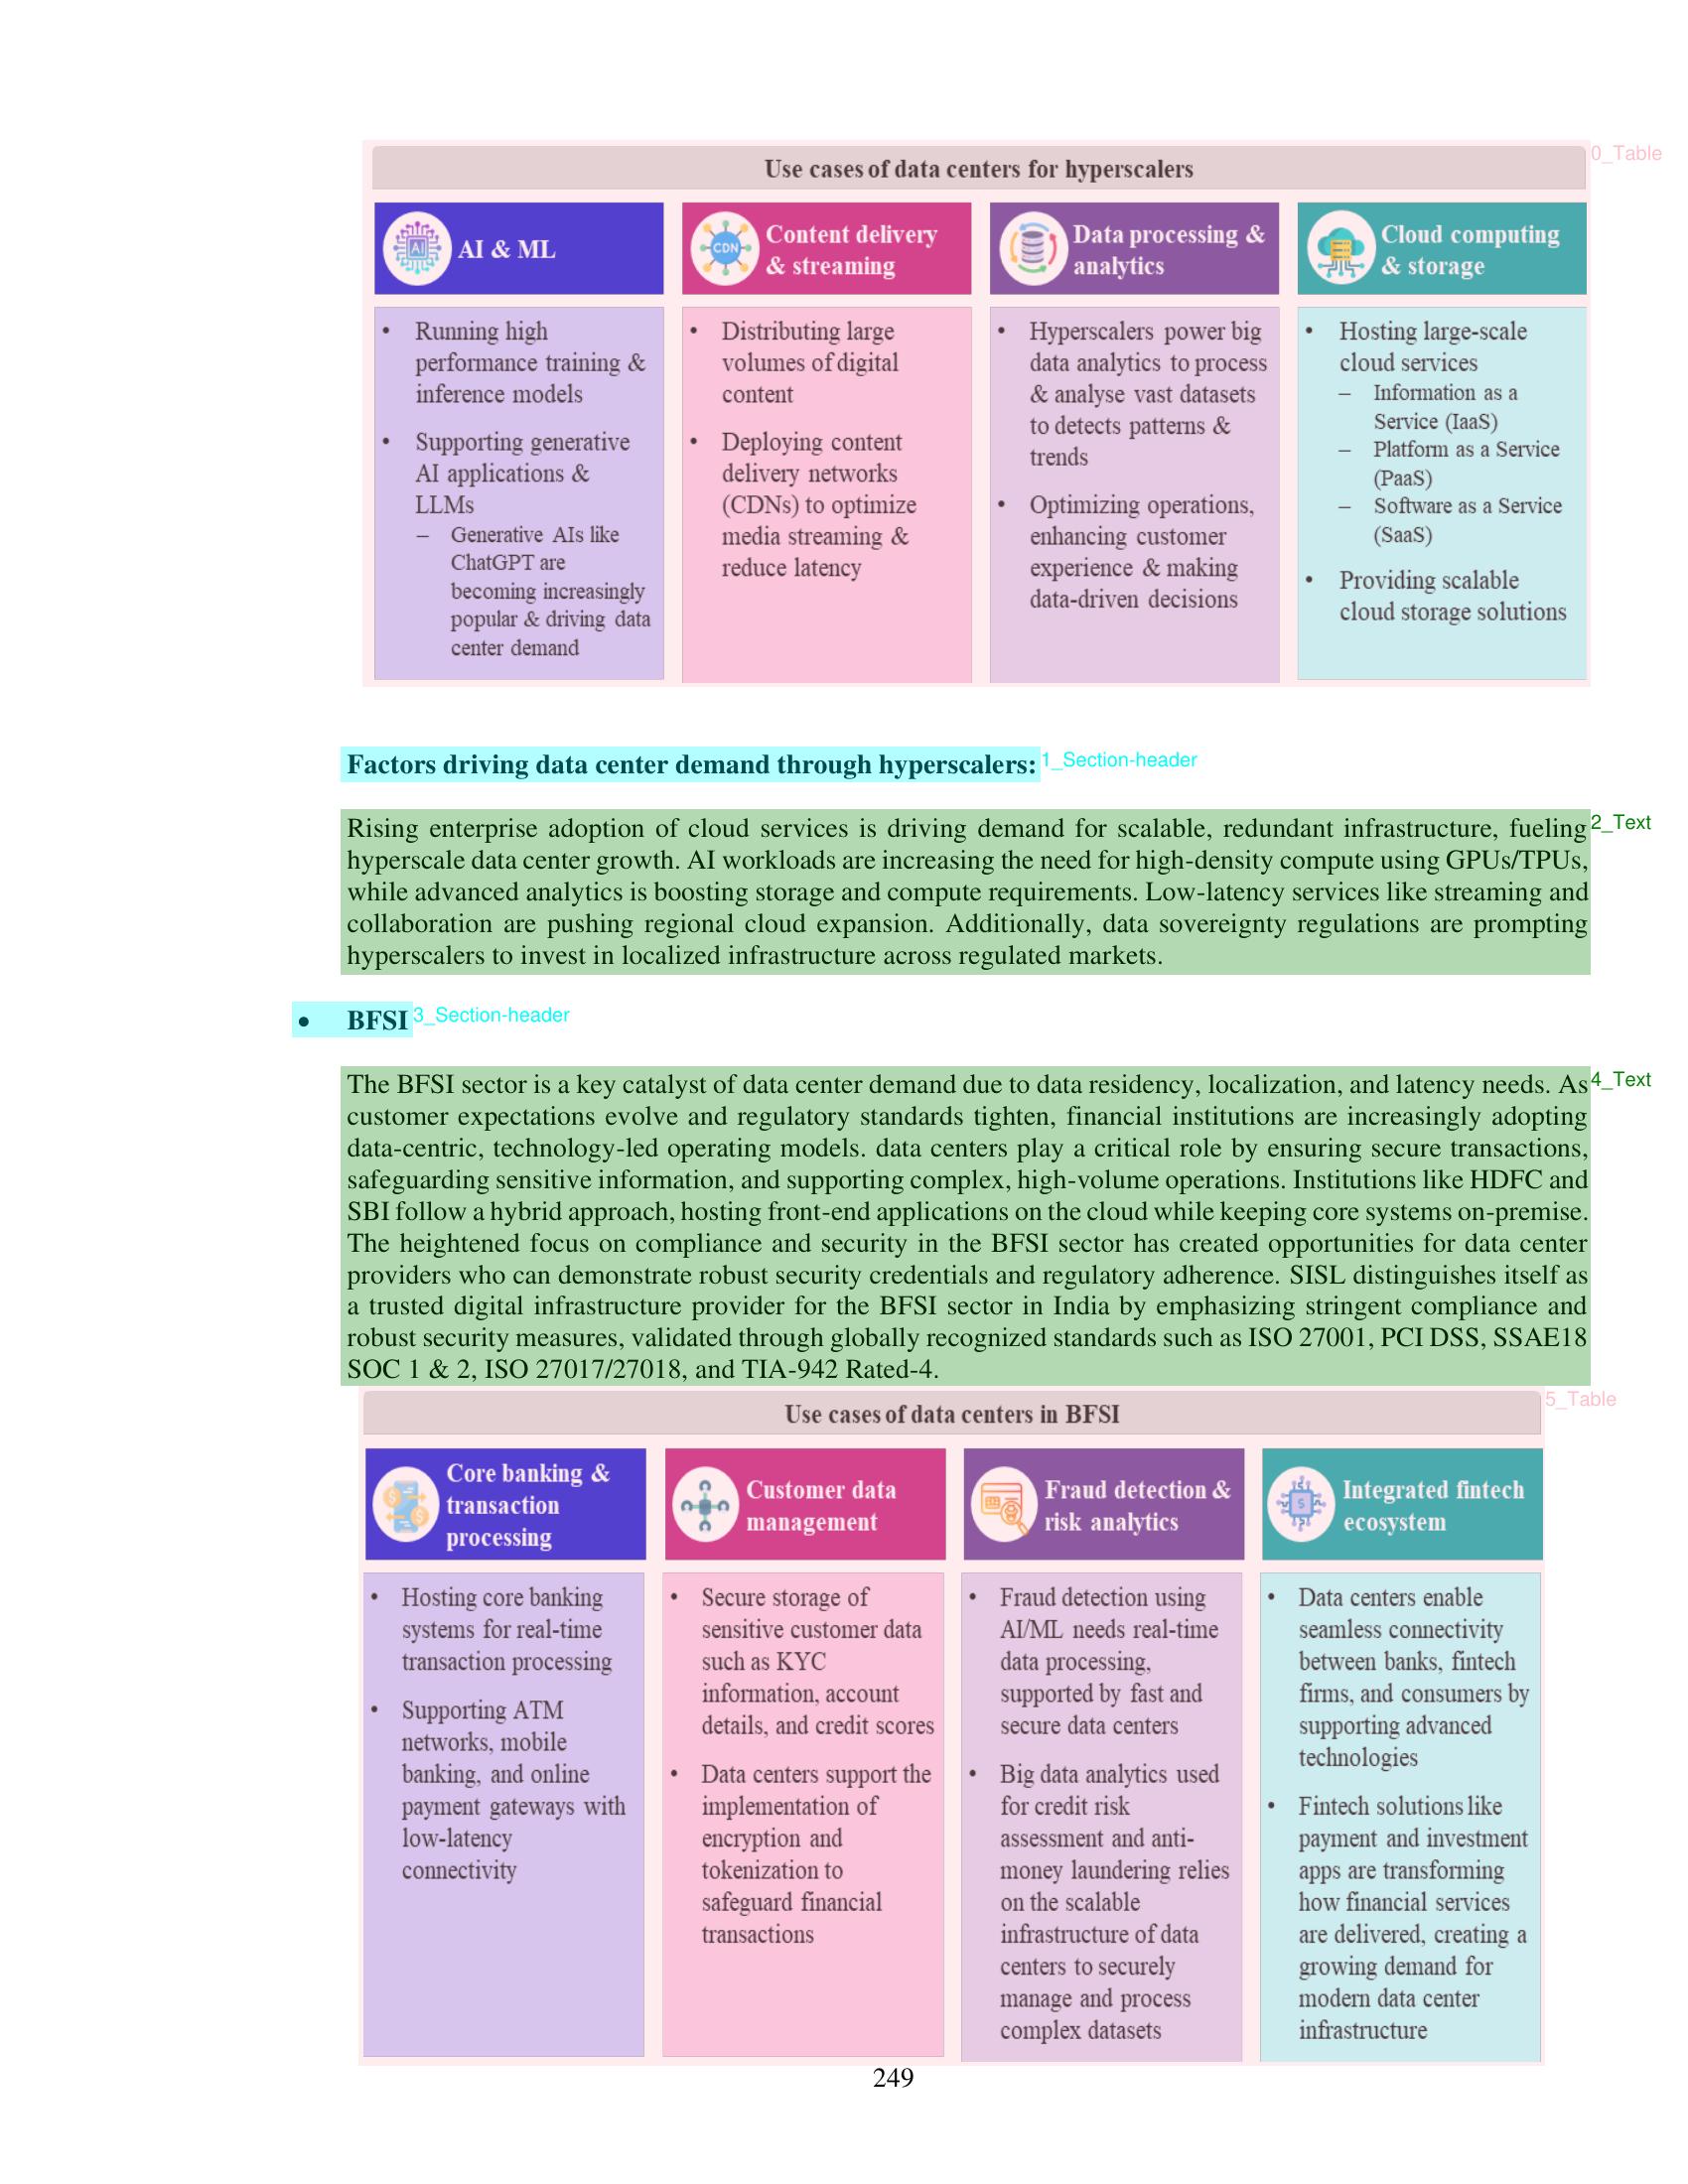 Use cases of data centers for hyperscalers
0_Table
AI
AI & ML
CDN
Content delivery
& streaming
Data processing &
analytics
Cloud computing
& storage
• Running high
performance training &
inference models
• Supporting generative
AI applications &
LLMs
– Generative AIs like
ChatGPT are
becoming increasingly
popular & driving data
center demand
• Distributing large
volumes of digital
content
• Deploying content
delivery networks
(CDNs) to optimize
media streaming &
reduce latency
• Hyperscalers power big
data analytics to process
& analyse vast datasets
to detects patterns &
trends
• Optimizing operations,
enhancing customer
experience & making
data-driven decisions
• Hosting large-scale
cloud services
– Information as a
Service (IaaS)
– Platform as a Service
(PaaS)
– Software as a Service
(SaaS)
• Providing scalable
cloud storage solutions
Factors driving data center demand through hyperscalers:
1_Section-header
Rising enterprise adoption of cloud services is driving demand for scalable, redundant infrastructure, fueling
2_Text
hyperscale data center growth. AI workloads are increasing the need for high-density compute using GPUs/TPUs,
while advanced analytics is boosting storage and compute requirements. Low-latency services like streaming and
collaboration are pushing regional cloud expansion. Additionally, data sovereignty regulations are prompting
hyperscalers to invest in localized infrastructure across regulated markets.
• BFSI
3_Section-header
The BFSI sector is a key catalyst of data center demand due to data residency, localization, and latency needs. As
4_Text
customer expectations evolve and regulatory standards tighten, financial institutions are increasingly adopting
data-centric, technology-led operating models. data centers play a critical role by ensuring secure transactions,
safeguarding sensitive information, and supporting complex, high-volume operations. Institutions like HDFC and
SBI follow a hybrid approach, hosting front-end applications on the cloud while keeping core systems on-premise.
The heightened focus on compliance and security in the BFSI sector has created opportunities for data center
providers who can demonstrate robust security credentials and regulatory adherence. SISL distinguishes itself as
a trusted digital infrastructure provider for the BFSI sector in India by emphasizing stringent compliance and
robust security measures, validated through globally recognized standards such as ISO 27001, PCI DSS, SSAE18
SOC 1 & 2, ISO 27017/27018, and TIA-942 Rated-4.
Use cases of data centers in BFSI
5_Table
Core banking &
transaction
processing
Customer data
management
Fraud detection &
risk analytics
Integrated fintech
ecosystem
• Hosting core banking
systems for real-time
transaction processing
• Supporting ATM
networks, mobile
banking, and online
payment gateways with
low-latency
connectivity
• Secure storage of
sensitive customer data
such as KYC
information, account
details, and credit scores
• Data centers support the
implementation of
encryption and
tokenization to
safeguard financial
transactions
• Fraud detection using
AI/ML needs real-time
data processing,
supported by fast and
secure data centers
• Big data analytics used
for credit risk
assessment and anti-
money laundering relies
on the scalable
infrastructure of data
centers to securely
manage and process
complex datasets
• Data centers enable
seamless connectivity
between banks, fintech
firms, and consumers by
supporting advanced
technologies
• Fintech solutions like
payment and investment
apps are transforming
how financial services
are delivered, creating a
growing demand for
modern data center
infrastructure
249